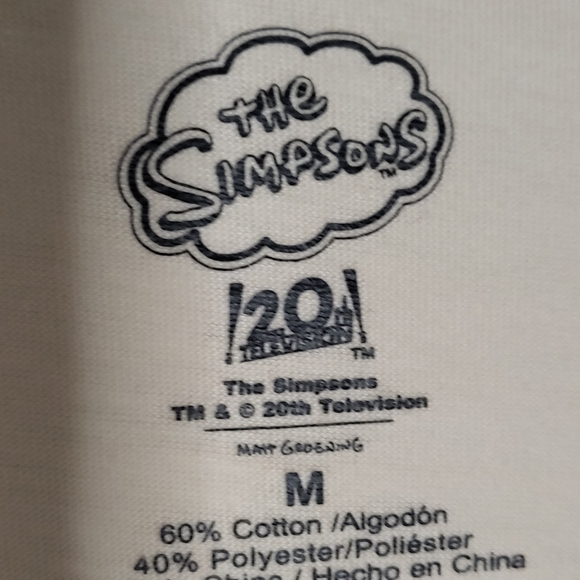 THE
SIMPSONS
TM
20th
TELEVISION
TM
The Simpsons
TM & © 20th Television
MATT GROENING
M
60% Cotton /Algodón
40% Polyester/Poliéster
China / Hecho en China